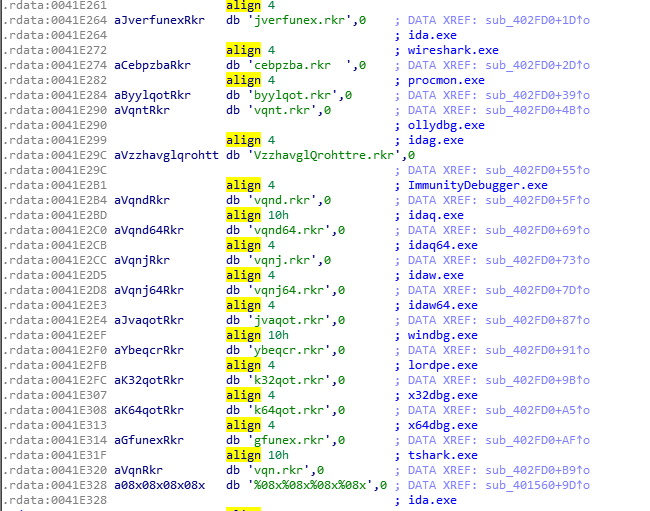 .rdata:0041E261 align 4
.rdata:0041E264 aJverfunexRkr db 'jverfunex.rkr',0 ; DATA XREF: sub_402FD0+1D↑o
.rdata:0041E264 ; ida.exe
.rdata:0041E272 align 4 ; wireshark.exe
.rdata:0041E274 aCebpzbaRkr db 'cebpzba.rkr  ',0 ; DATA XREF: sub_402FD0+2D↑o
.rdata:0041E282 align 4 ; procmon.exe
.rdata:0041E284 aByylqotRkr db 'byylqot.rkr',0 ; DATA XREF: sub_402FD0+39↑o
.rdata:0041E290 aVqntRkr db 'vqnt.rkr',0 ; DATA XREF: sub_402FD0+4B↑o
.rdata:0041E290 ; ollydbg.exe
.rdata:0041E299 align 4 ; idag.exe
.rdata:0041E29C aVzzhavglqrohtt db 'VzzhavglQrohttre.rkr',0
.rdata:0041E29C ; DATA XREF: sub_402FD0+55↑o
.rdata:0041E2B1 align 4 ; ImmunityDebugger.exe
.rdata:0041E2B4 aVqndRkr db 'vqnd.rkr',0 ; DATA XREF: sub_402FD0+5F↑o
.rdata:0041E2BD align 10h ; idaq.exe
.rdata:0041E2C0 aVqnd64Rkr db 'vqnd64.rkr',0 ; DATA XREF: sub_402FD0+69↑o
.rdata:0041E2CB align 4 ; idaq64.exe
.rdata:0041E2CC aVqnjRkr db 'vqnj.rkr',0 ; DATA XREF: sub_402FD0+73↑o
.rdata:0041E2D5 align 4 ; idaw.exe
.rdata:0041E2D8 aVqnj64Rkr db 'vqnj64.rkr',0 ; DATA XREF: sub_402FD0+7D↑o
.rdata:0041E2E3 align 4 ; idaw64.exe
.rdata:0041E2E4 aJvaqotRkr db 'jvaqot.rkr',0 ; DATA XREF: sub_402FD0+87↑o
.rdata:0041E2EF align 10h ; windbg.exe
.rdata:0041E2F0 aYbeqcrRkr db 'ybeqcr.rkr',0 ; DATA XREF: sub_402FD0+91↑o
.rdata:0041E2FB align 4 ; lordpe.exe
.rdata:0041E2FC aK32qotRkr db 'k32qot.rkr',0 ; DATA XREF: sub_402FD0+9B↑o
.rdata:0041E307 align 4 ; x32dbg.exe
.rdata:0041E308 aK64qotRkr db 'k64qot.rkr',0 ; DATA XREF: sub_402FD0+A5↑o
.rdata:0041E313 align 4 ; x64dbg.exe
.rdata:0041E314 aGfunexRkr db 'gfunex.rkr',0 ; DATA XREF: sub_402FD0+AF↑o
.rdata:0041E31F align 10h ; tshark.exe
.rdata:0041E320 aVqnRkr db 'vqn.rkr',0 ; DATA XREF: sub_402FD0+B9↑o
.rdata:0041E328 a08x08x08x08x db '%08x%08x%08x%08x',0 ; DATA XREF: sub_401560+9D↑o
.rdata:0041E328 ; ida.exe